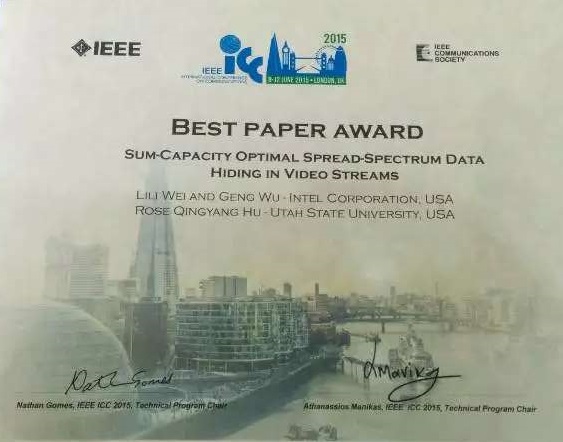 IEEE
2015
IEEE
icc
INTERNATIONAL CONFERENCE
ON COMMUNICATIONS
8-12 JUNE 2015 • LONDON, UK
IEEE
COMMUNICATIONS
SOCIETY
BEST PAPER AWARD
SUM-CAPACITY OPTIMAL SPREAD-SPECTRUM DATA
HIDING IN VIDEO STREAMS
LILI WEI AND GENG WU - INTEL CORPORATION, USA
ROSE QINGYANG HU - UTAH STATE UNIVERSITY, USA
Nathan Gomes, IEEE ICC 2015, Technical Program Chair
Athanassios Manikas, IEEE ICC 2015, Technical Program Chair